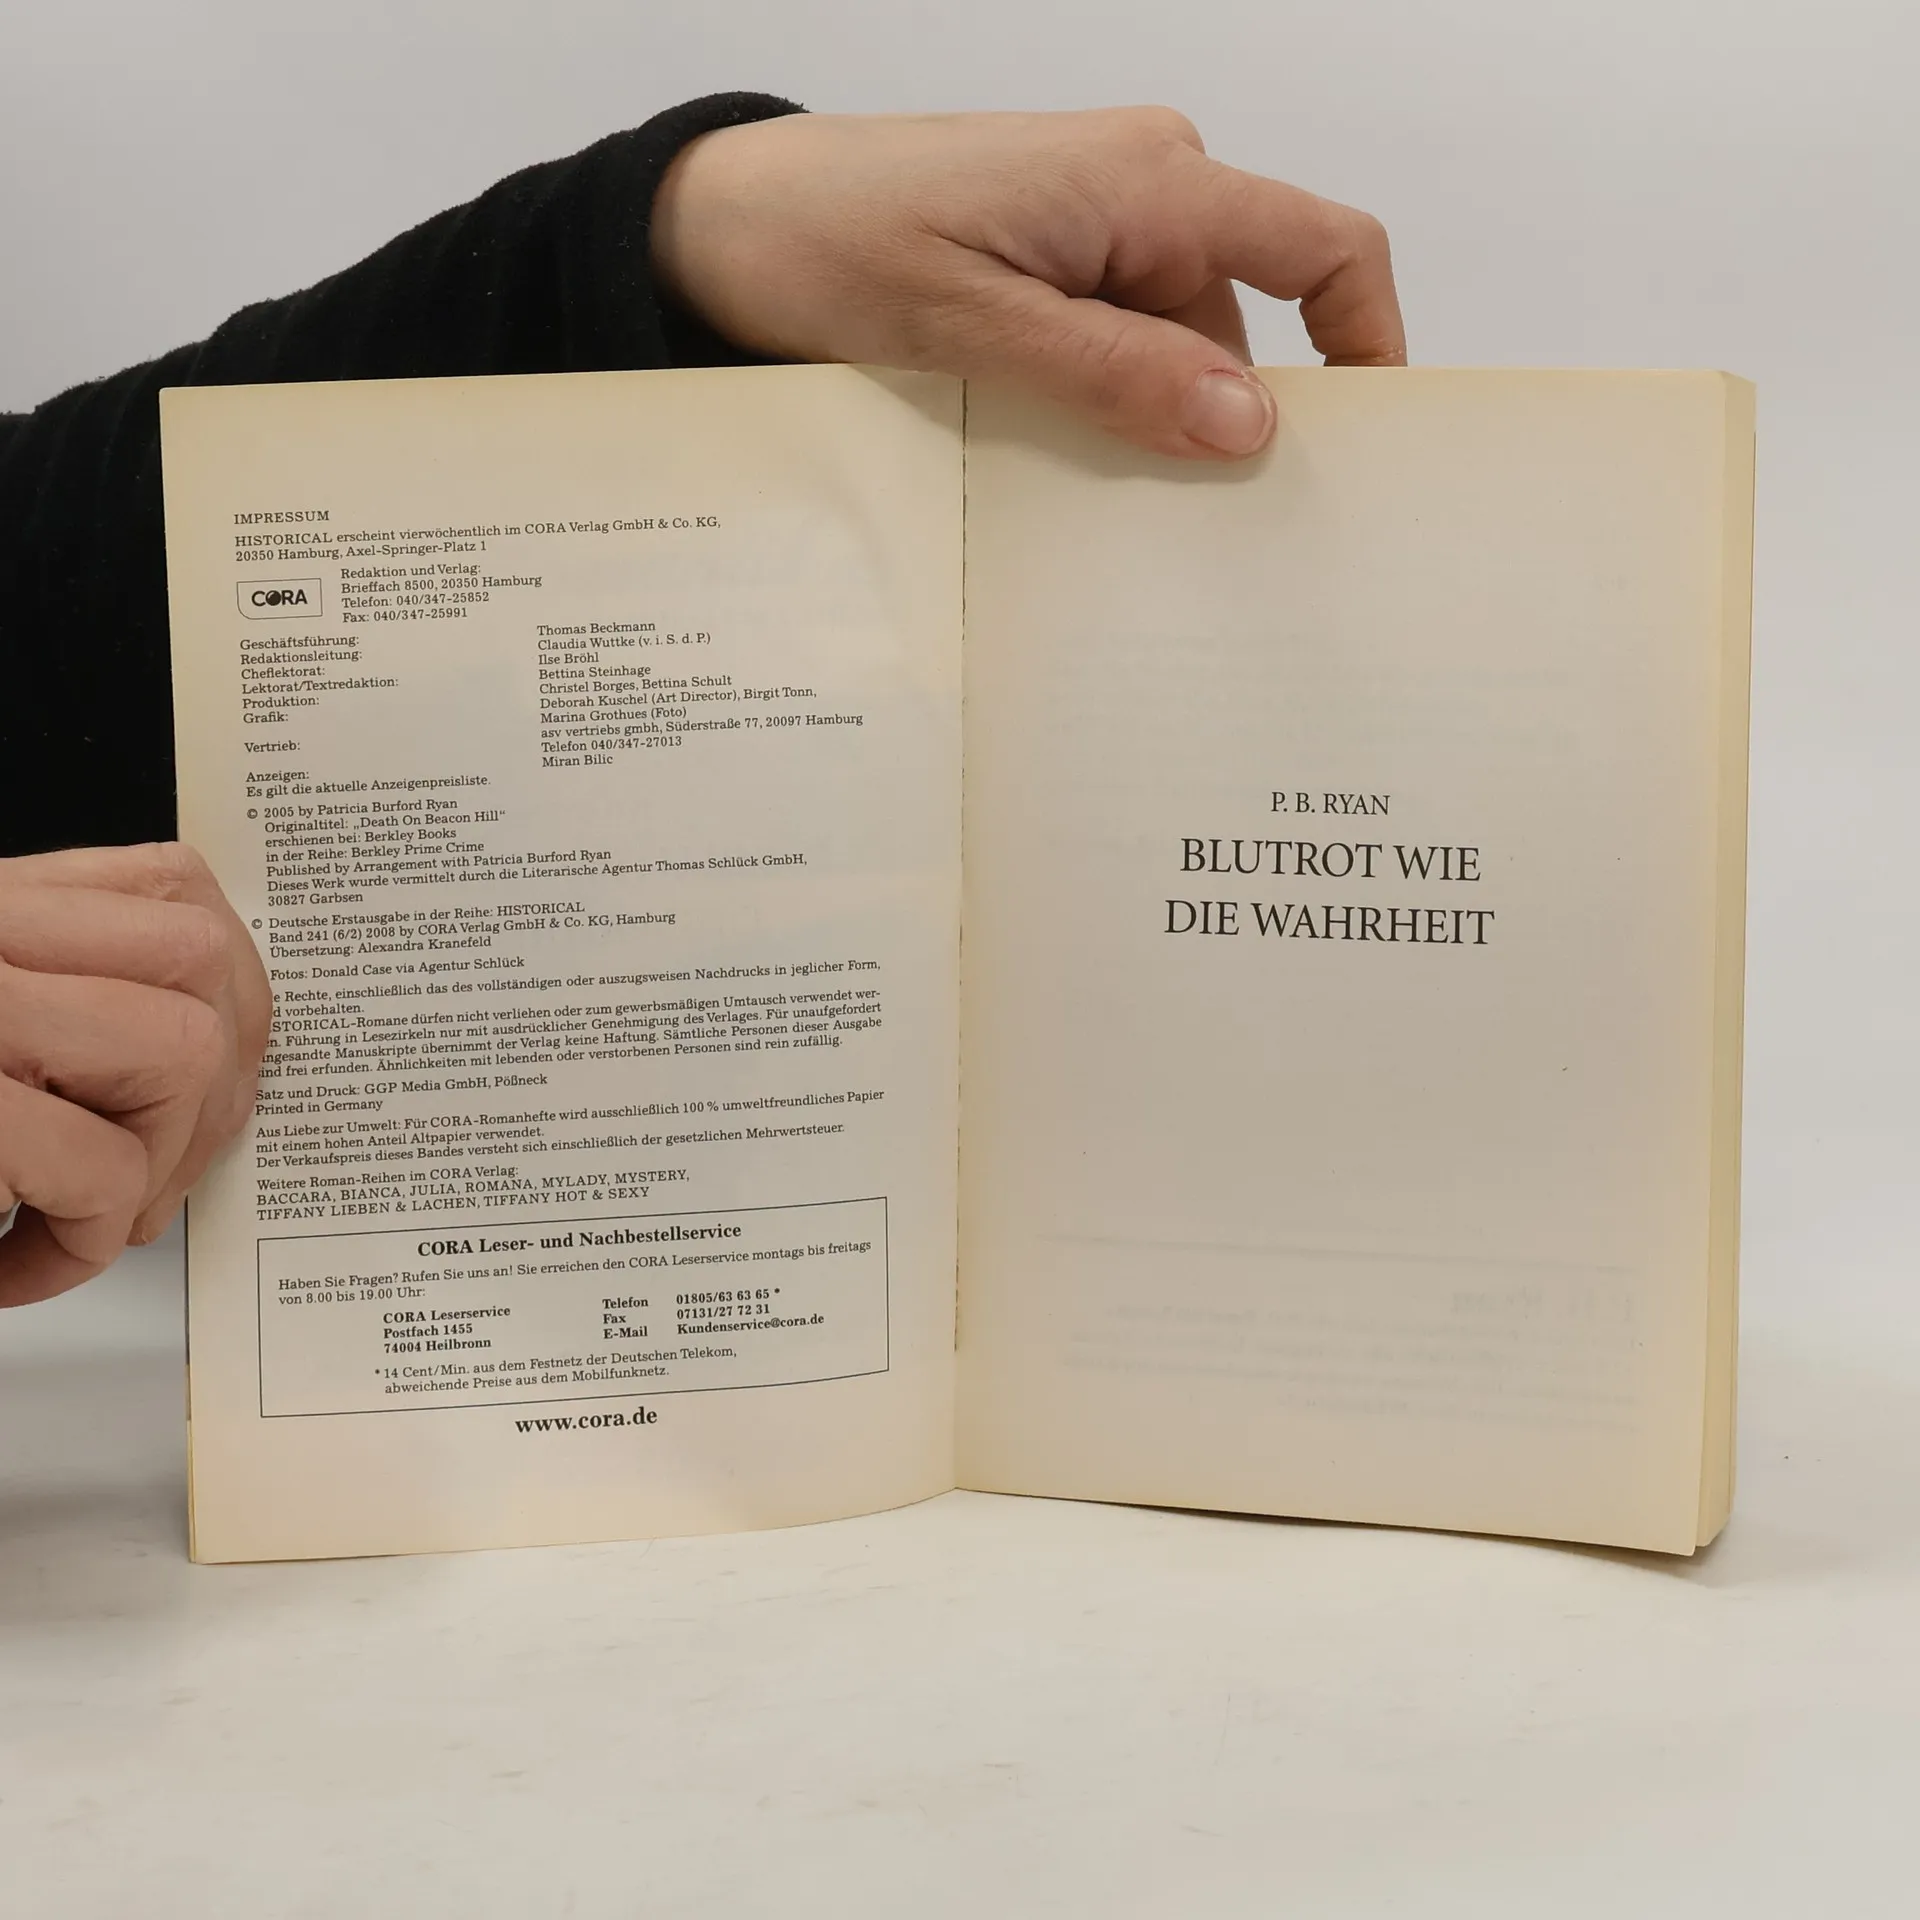 IMPRESSUM
HISTORICAL erscheint vierwöchentlich im CORA Verlag GmbH & Co. KG,
20350 Hamburg, Axel-Springer-Platz 1
CORA
Redaktion und Verlag:
Brieffach 8500, 20350 Hamburg
Telefon: 040/347-25852
Fax: 040/347-25991
Geschäftsführung:
Redaktionsleitung:
Cheflektorat:
Lektorat/Textredaktion:
Produktion:
Grafik:
Vertrieb:
Anzeigen:
Thomas Beckmann
Claudia Wuttke (v. i. S. d. P.)
Ilse Bröhl
Bettina Steinhage
Christel Borges, Bettina Schult
Deborah Kuschel (Art Director), Birgit Tonn,
Marina Grothues (Foto)
asv vertriebs gmbh, Süderstraße 77, 20097 Hamburg
Telefon 040/347-27013
Miran Bilic
Es gilt die aktuelle Anzeigenpreisliste.
© 2005 by Patricia Burford Ryan
Originaltitel: „Death On Beacon Hill“
erschienen bei: Berkley Books
in der Reihe: Berkley Prime Crime
Published by Arrangement with Patricia Burford Ryan
Dieses Werk wurde vermittelt durch die Literarische Agentur Thomas Schlück GmbH,
30827 Garbsen
© Deutsche Erstausgabe in der Reihe: HISTORICAL
Band 241 (6/2) 2008 by CORA Verlag GmbH & Co. KG, Hamburg
Übersetzung: Alexandra Kranefeld
Fotos: Donald Case via Agentur Schlück
e Rechte, einschließlich das des vollständigen oder auszugsweisen Nachdrucks in jeglicher Form,
d vorbehalten.
STORICAL-Romane dürfen nicht verliehen oder zum gewerbsmäßigen Umtausch verwendet wer-
n. Führung in Lesezirkeln nur mit ausdrücklicher Genehmigung des Verlages. Für unaufgefordert
ingesandte Manuskripte übernimmt der Verlag keine Haftung. Sämtliche Personen dieser Ausgabe
sind frei erfunden. Ähnlichkeiten mit lebenden oder verstorbenen Personen sind rein zufällig.
Satz und Druck: GGP Media GmbH, Pößneck
Printed in Germany
Aus Liebe zur Umwelt: Für CORA-Romanhefte wird ausschließlich 100 % umweltfreundliches Papier
mit einem hohen Anteil Altpapier verwendet.
Der Verkaufspreis dieses Bandes versteht sich einschließlich der gesetzlichen Mehrwertsteuer.
Weitere Roman-Reihen im CORA Verlag:
BACCARA, BIANCA, JULIA, ROMANA, MYLADY, MYSTERY,
TIFFANY LIEBEN & LACHEN, TIFFANY HOT & SEXY
CORA Leser- und Nachbestellservice
Haben Sie Fragen? Rufen Sie uns an! Sie erreichen den CORA Leserservice montags bis freitags
von 8.00 bis 19.00 Uhr:
CORA Leserservice
Postfach 1455
74004 Heilbronn
Telefon 01805/63 63 65 *
Fax 07131/27 72 31
E-Mail Kundenservice@cora.de
* 14 Cent/Min. aus dem Festnetz der Deutschen Telekom,
abweichende Preise aus dem Mobilfunknetz.
www.cora.de
P. B. RYAN
BLUTROT WIE
DIE WAHRHEIT